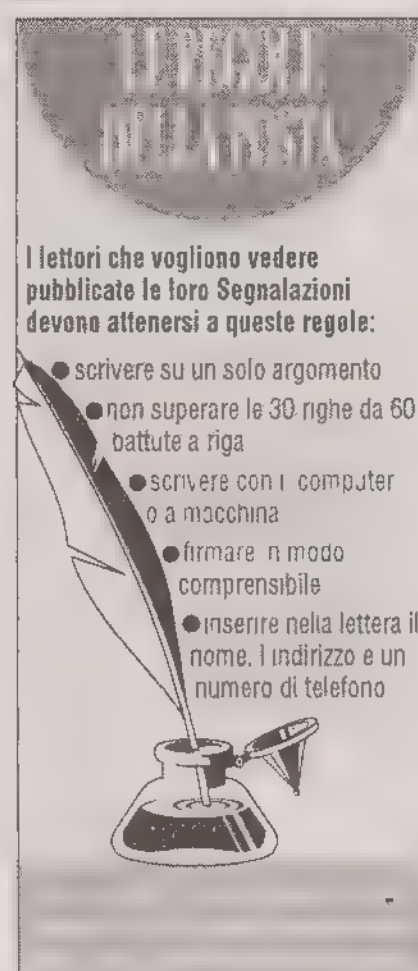 I lettori che vogliono vedere
pubblicate le loro Segnalazioni
devono attenersi a queste regole:
● scrivere su un solo argomento
● non superare le 30 righe da 60
battute a riga
● scrivere con i computer
o a macchina
● firmare n modo
comprensibile
● inserire nella lettera il
nome, l indirizzo e un
numero di telefono